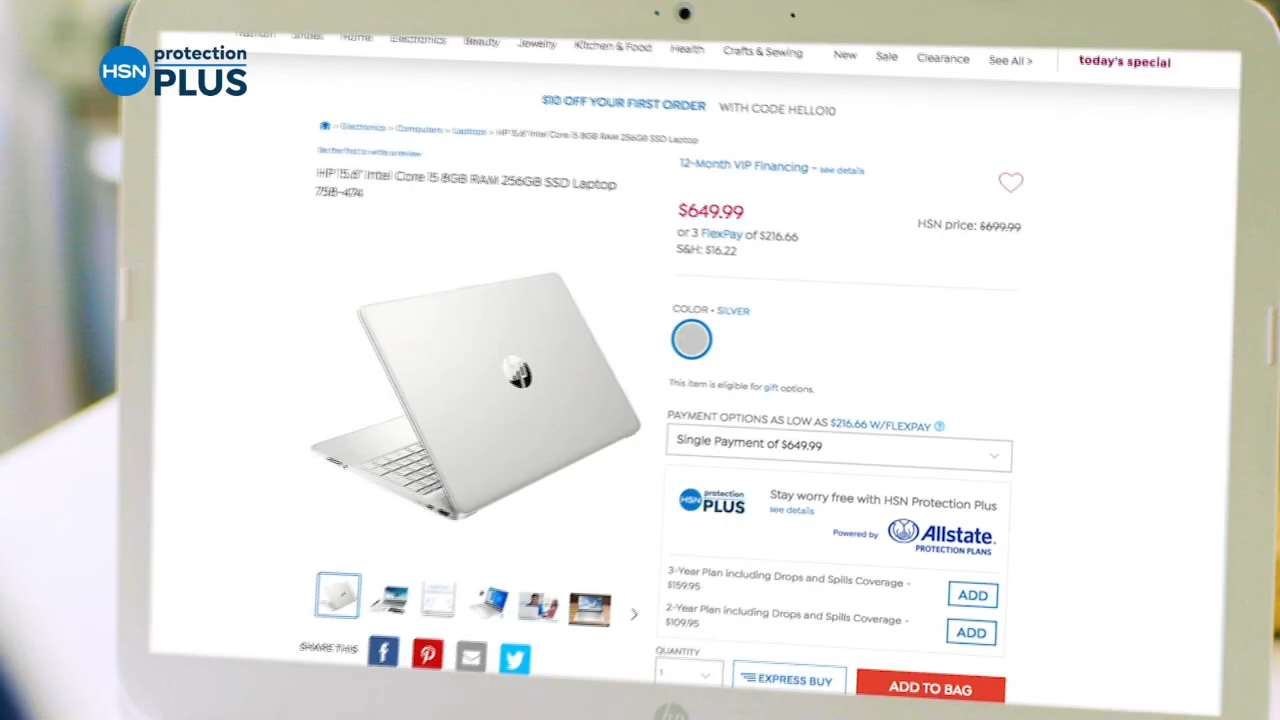 HSN protection PLUS
Fashion Shoes Home Electronics Beauty Jewelry Kitchen & Food Health Crafts & Sewing New Sale Clearance See All > today's special
$10 OFF YOUR FIRST ORDER WITH CODE HELLO10
> Electronics > Computers > Laptops > HP 15.6" Intel Core i5 8GB RAM 256GB SSD Laptop
Be the first to write a review
HP 15.6" Intel Core i5 8GB RAM 256GB SSD Laptop
758-474
12-Month VIP Financing - see details
$649.99
HSN price: $699.99
or 3 FlexPay of $216.66
S&H: $16.22
COLOR • SILVER
This item is eligible for gift options.
PAYMENT OPTIONS AS LOW AS $216.66 W/FLEXPAY ?
Single Payment of $649.99
HSN protection PLUS
Stay worry free with HSN Protection Plus
see details
Powered by Allstate.
PROTECTION PLANS
3-Year Plan including Drops and Spills Coverage -
$159.95
ADD
2-Year Plan including Drops and Spills Coverage -
$109.95
ADD
SHARE THIS
QUANTITY
1
EXPRESS BUY
ADD TO BAG
hp